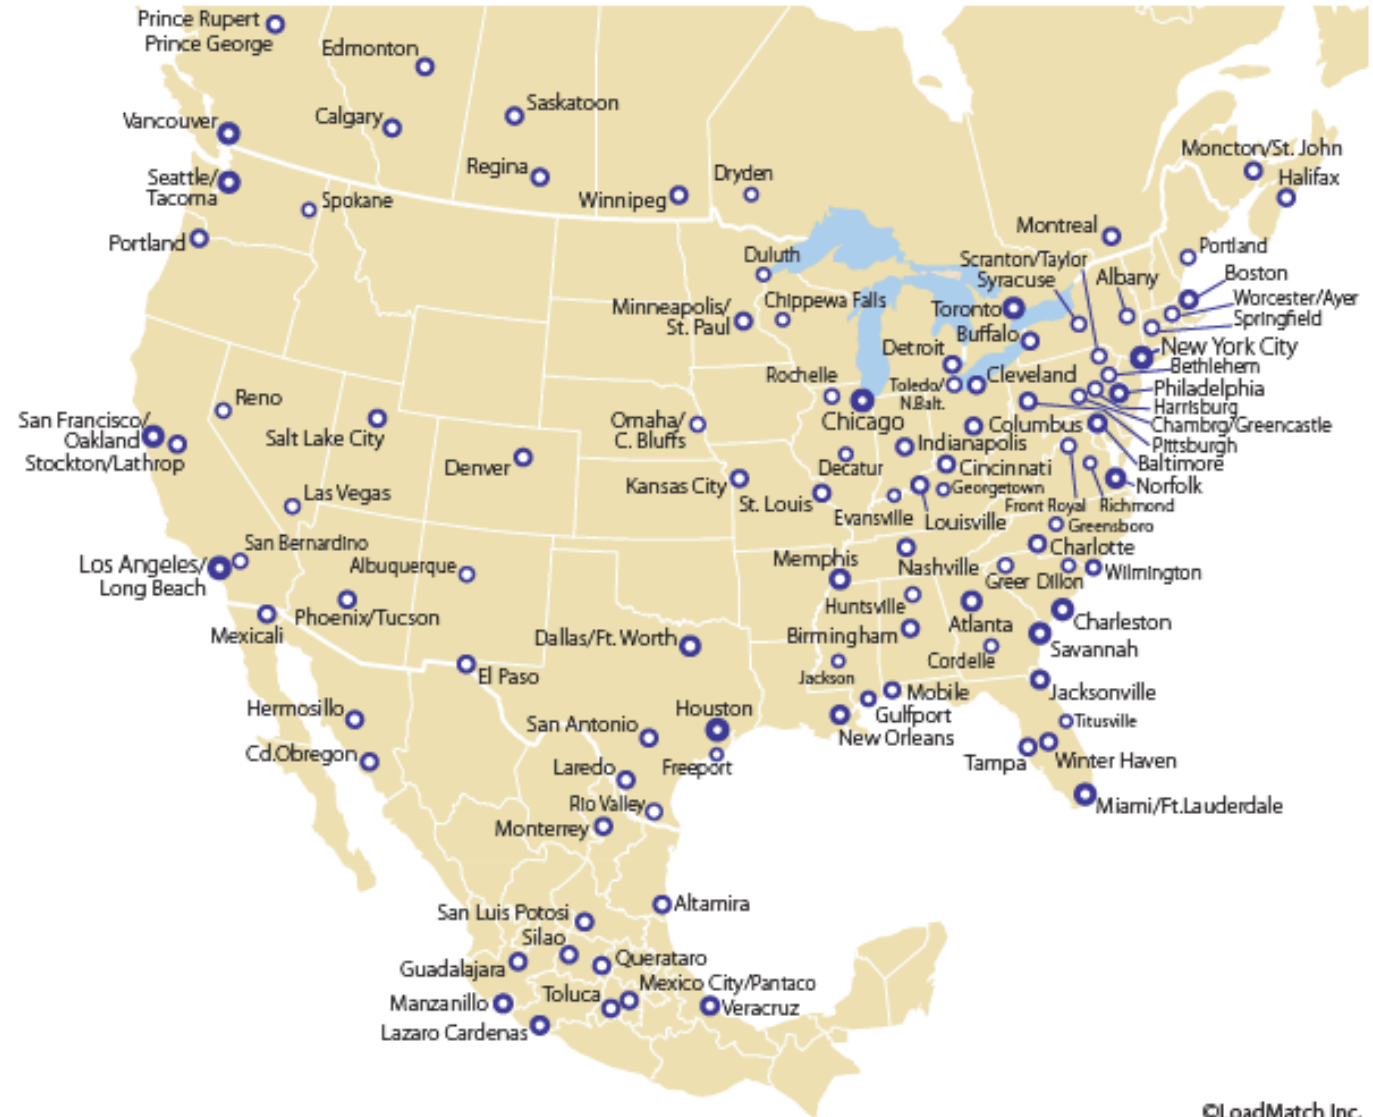 Prince Rupert
Prince George
Edmonton
Saskatoon
Calgary
Vancouver
Moncton/St. John
Regina
Dryden
Seattle/
Tacoma
Halifax
Spokane
Winnipeg
Montreal
Portland
Portland
Duluth
Scranton/Taylor
Syracuse
Albany
Boston
Minneapolis/
St. Paul
Chippewa Falls
Toronto
Worcester/Ayer
Springfield
Buffalo
Detroit
New York City
Bethlehem
Rochelle
Toledo/
N.Balt.
Cleveland
Philadelphia
Reno
Harrisburg
San Francisco/
Oakland
Stockton/Lathrop
Salt Lake City
Omaha/
C. Bluffs
Chicago
Columbus
Chambrg/Greencastle
Indianapolis
Pittsburgh
Denver
Decatur
Cincinnati
Baltimore
Kansas City
Georgetown
Norfolk
Las Vegas
St. Louis
Evansville
Louisville
Front Royal
Richmond
Greensboro
San Bernardino
Los Angeles/
Long Beach
Albuquerque
Memphis
Nashville
Charlotte
Greer
Dillon
Wilmington
Phoenix/Tucson
Huntsville
Mexicali
Dallas/Ft. Worth
Birmingham
Atlanta
Charleston
Cordelle
Savannah
El Paso
Jackson
Mobile
Jacksonville
Hermosillo
Houston
Gulfport
Titusville
San Antonio
New Orleans
Cd.Obregon
Laredo
Freeport
Tampa
Winter Haven
Rio Valley
Miami/Ft.Lauderdale
Monterrey
Altamira
San Luis Potosi
Silao
Guadalajara
Querataro
Mexico City/Pantaco
Toluca
Manzanillo
Veracruz
Lazaro Cardenas
©LoadMatch Inc.